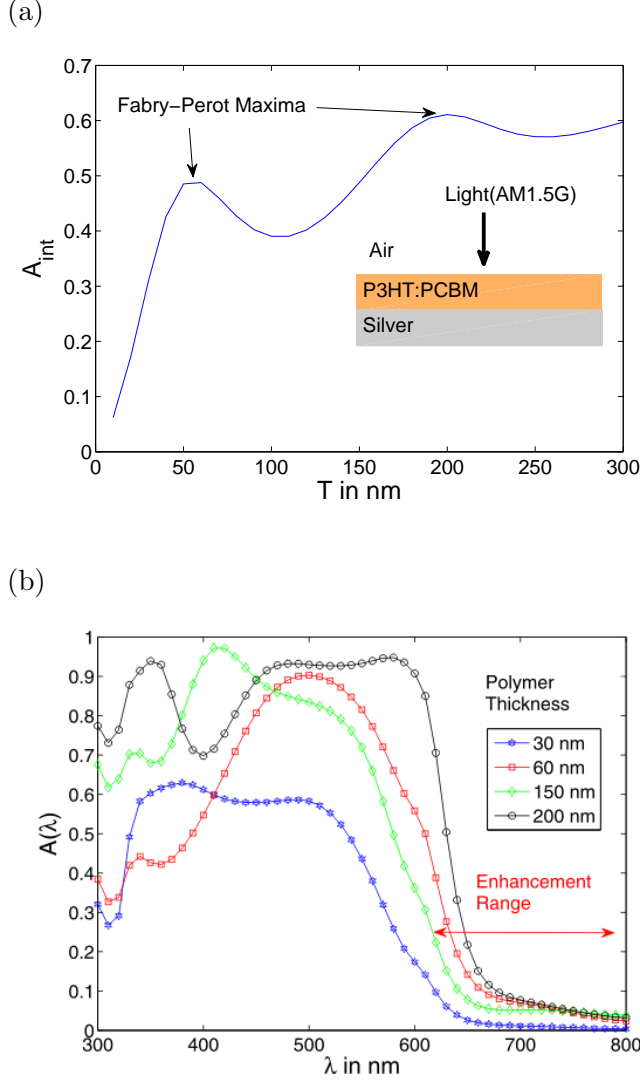 (a)
0.7
0.6
0.5
0.4
0.3
0.2
0.1
0
A_int
Fabry−Perot Maxima
Light(AM1.5G)
Air
P3HT:PCBM
Silver
0 50 100 150 200 250 300
T in nm
(b)
1
0.9
0.8
0.7
0.6
0.5
0.4
0.3
0.2
0.1
0
A(λ)
Polymer
Thickness
30 nm
60 nm
150 nm
200 nm
Enhancement
Range
300 400 500 600 700 800
λ in nm